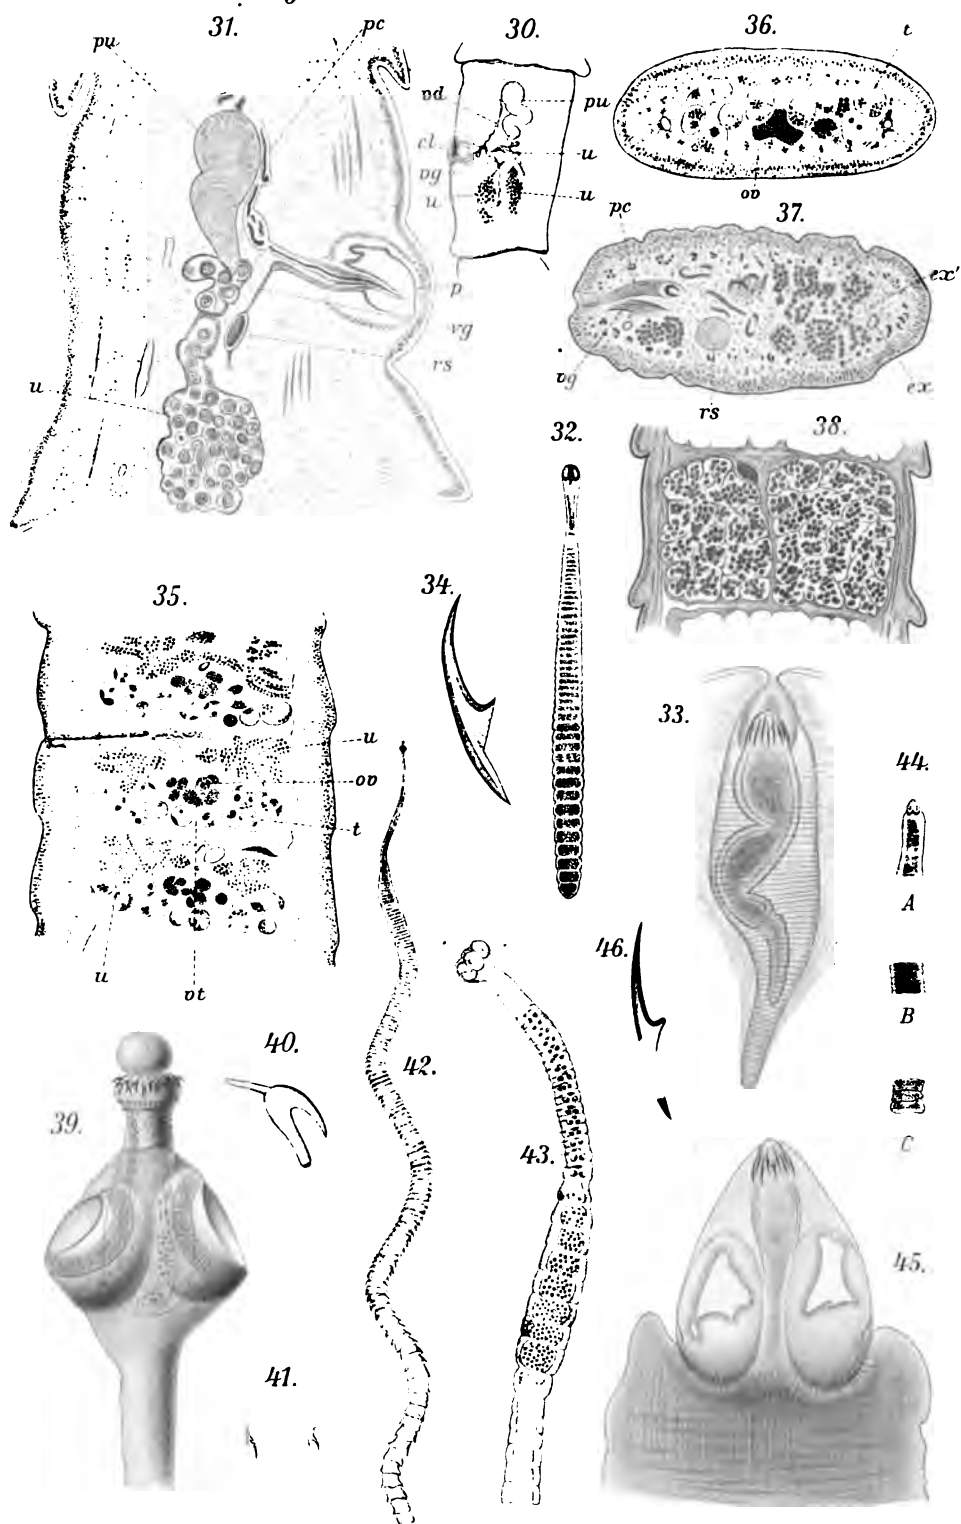 31.
pu
pc
u
p
vg
rs
30.
vd
cl
vg
u
pu
u
u
36.
t
ov
37.
pc
ex'
vg
rs
ex
32.
38.
34.
35.
u
ov
t
u
vt
33.
44.
A
B
C
46.
42.
43.
39.
40.
41.
45.